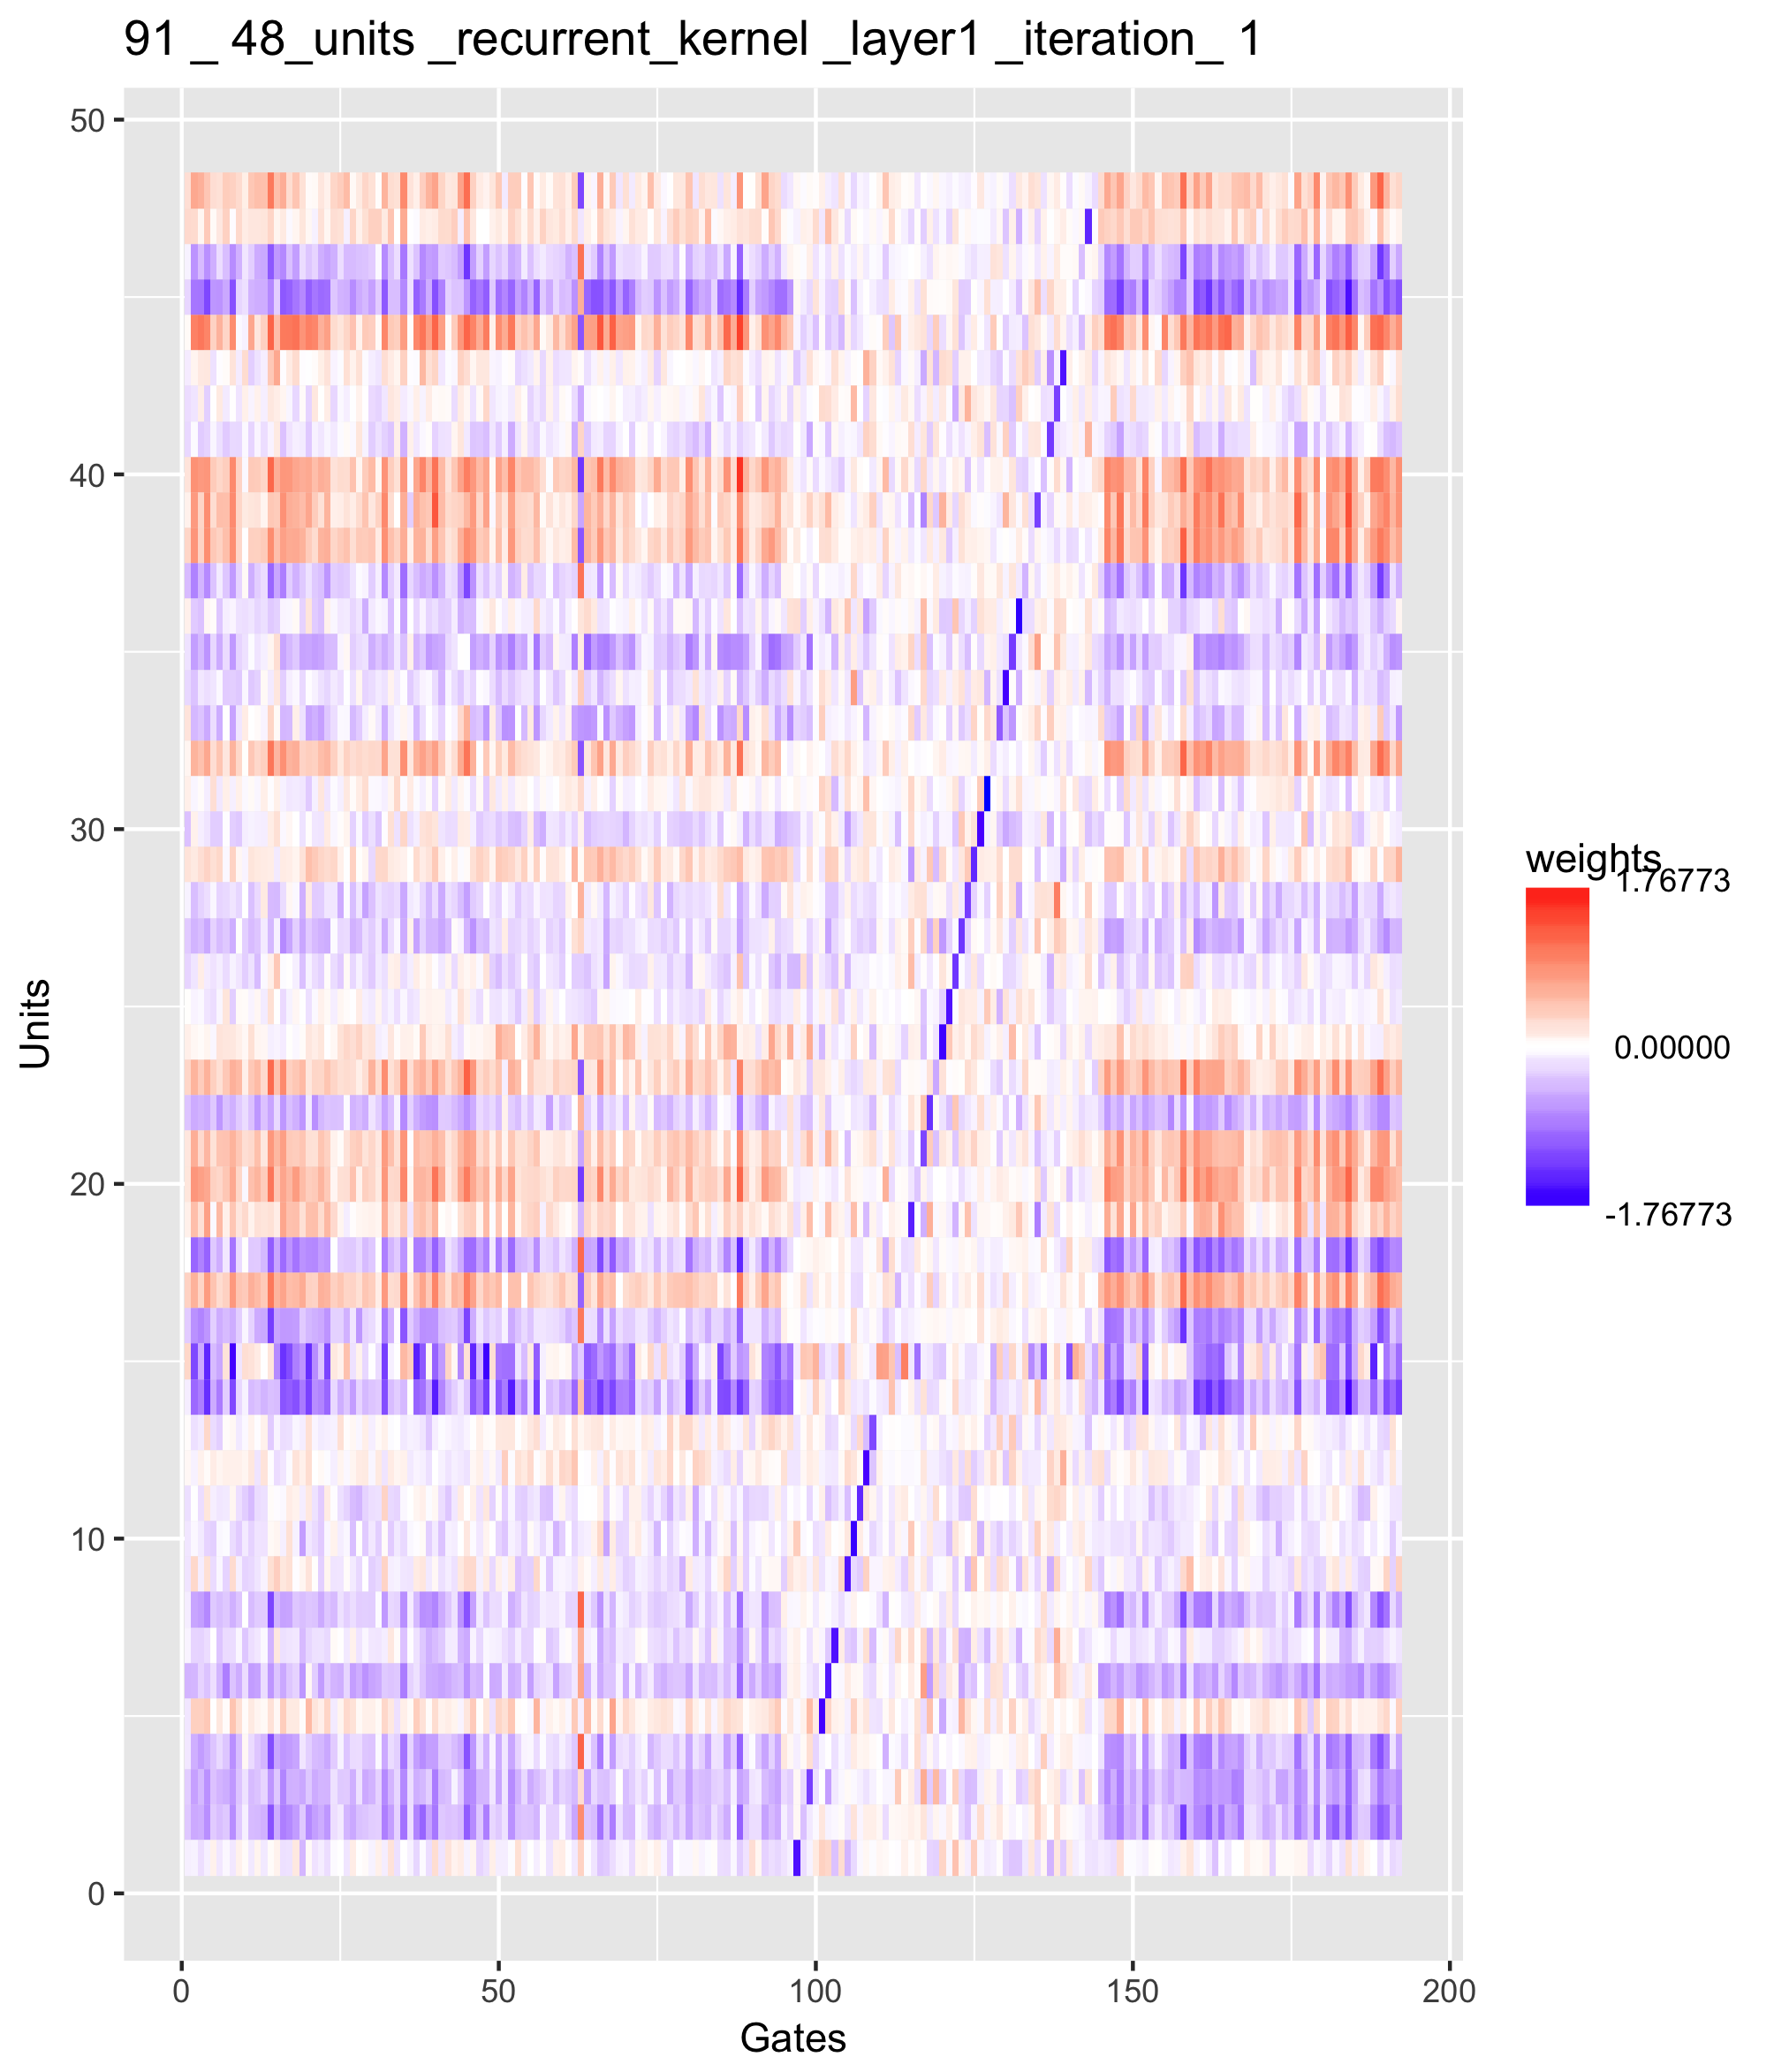 91 _ 48_units _recurrent_kernel _layer1 _iteration_ 1
50
40
30
20
10
0
Units
0 50 100 150 200
Gates
weights
1.76773
0.00000
-1.76773